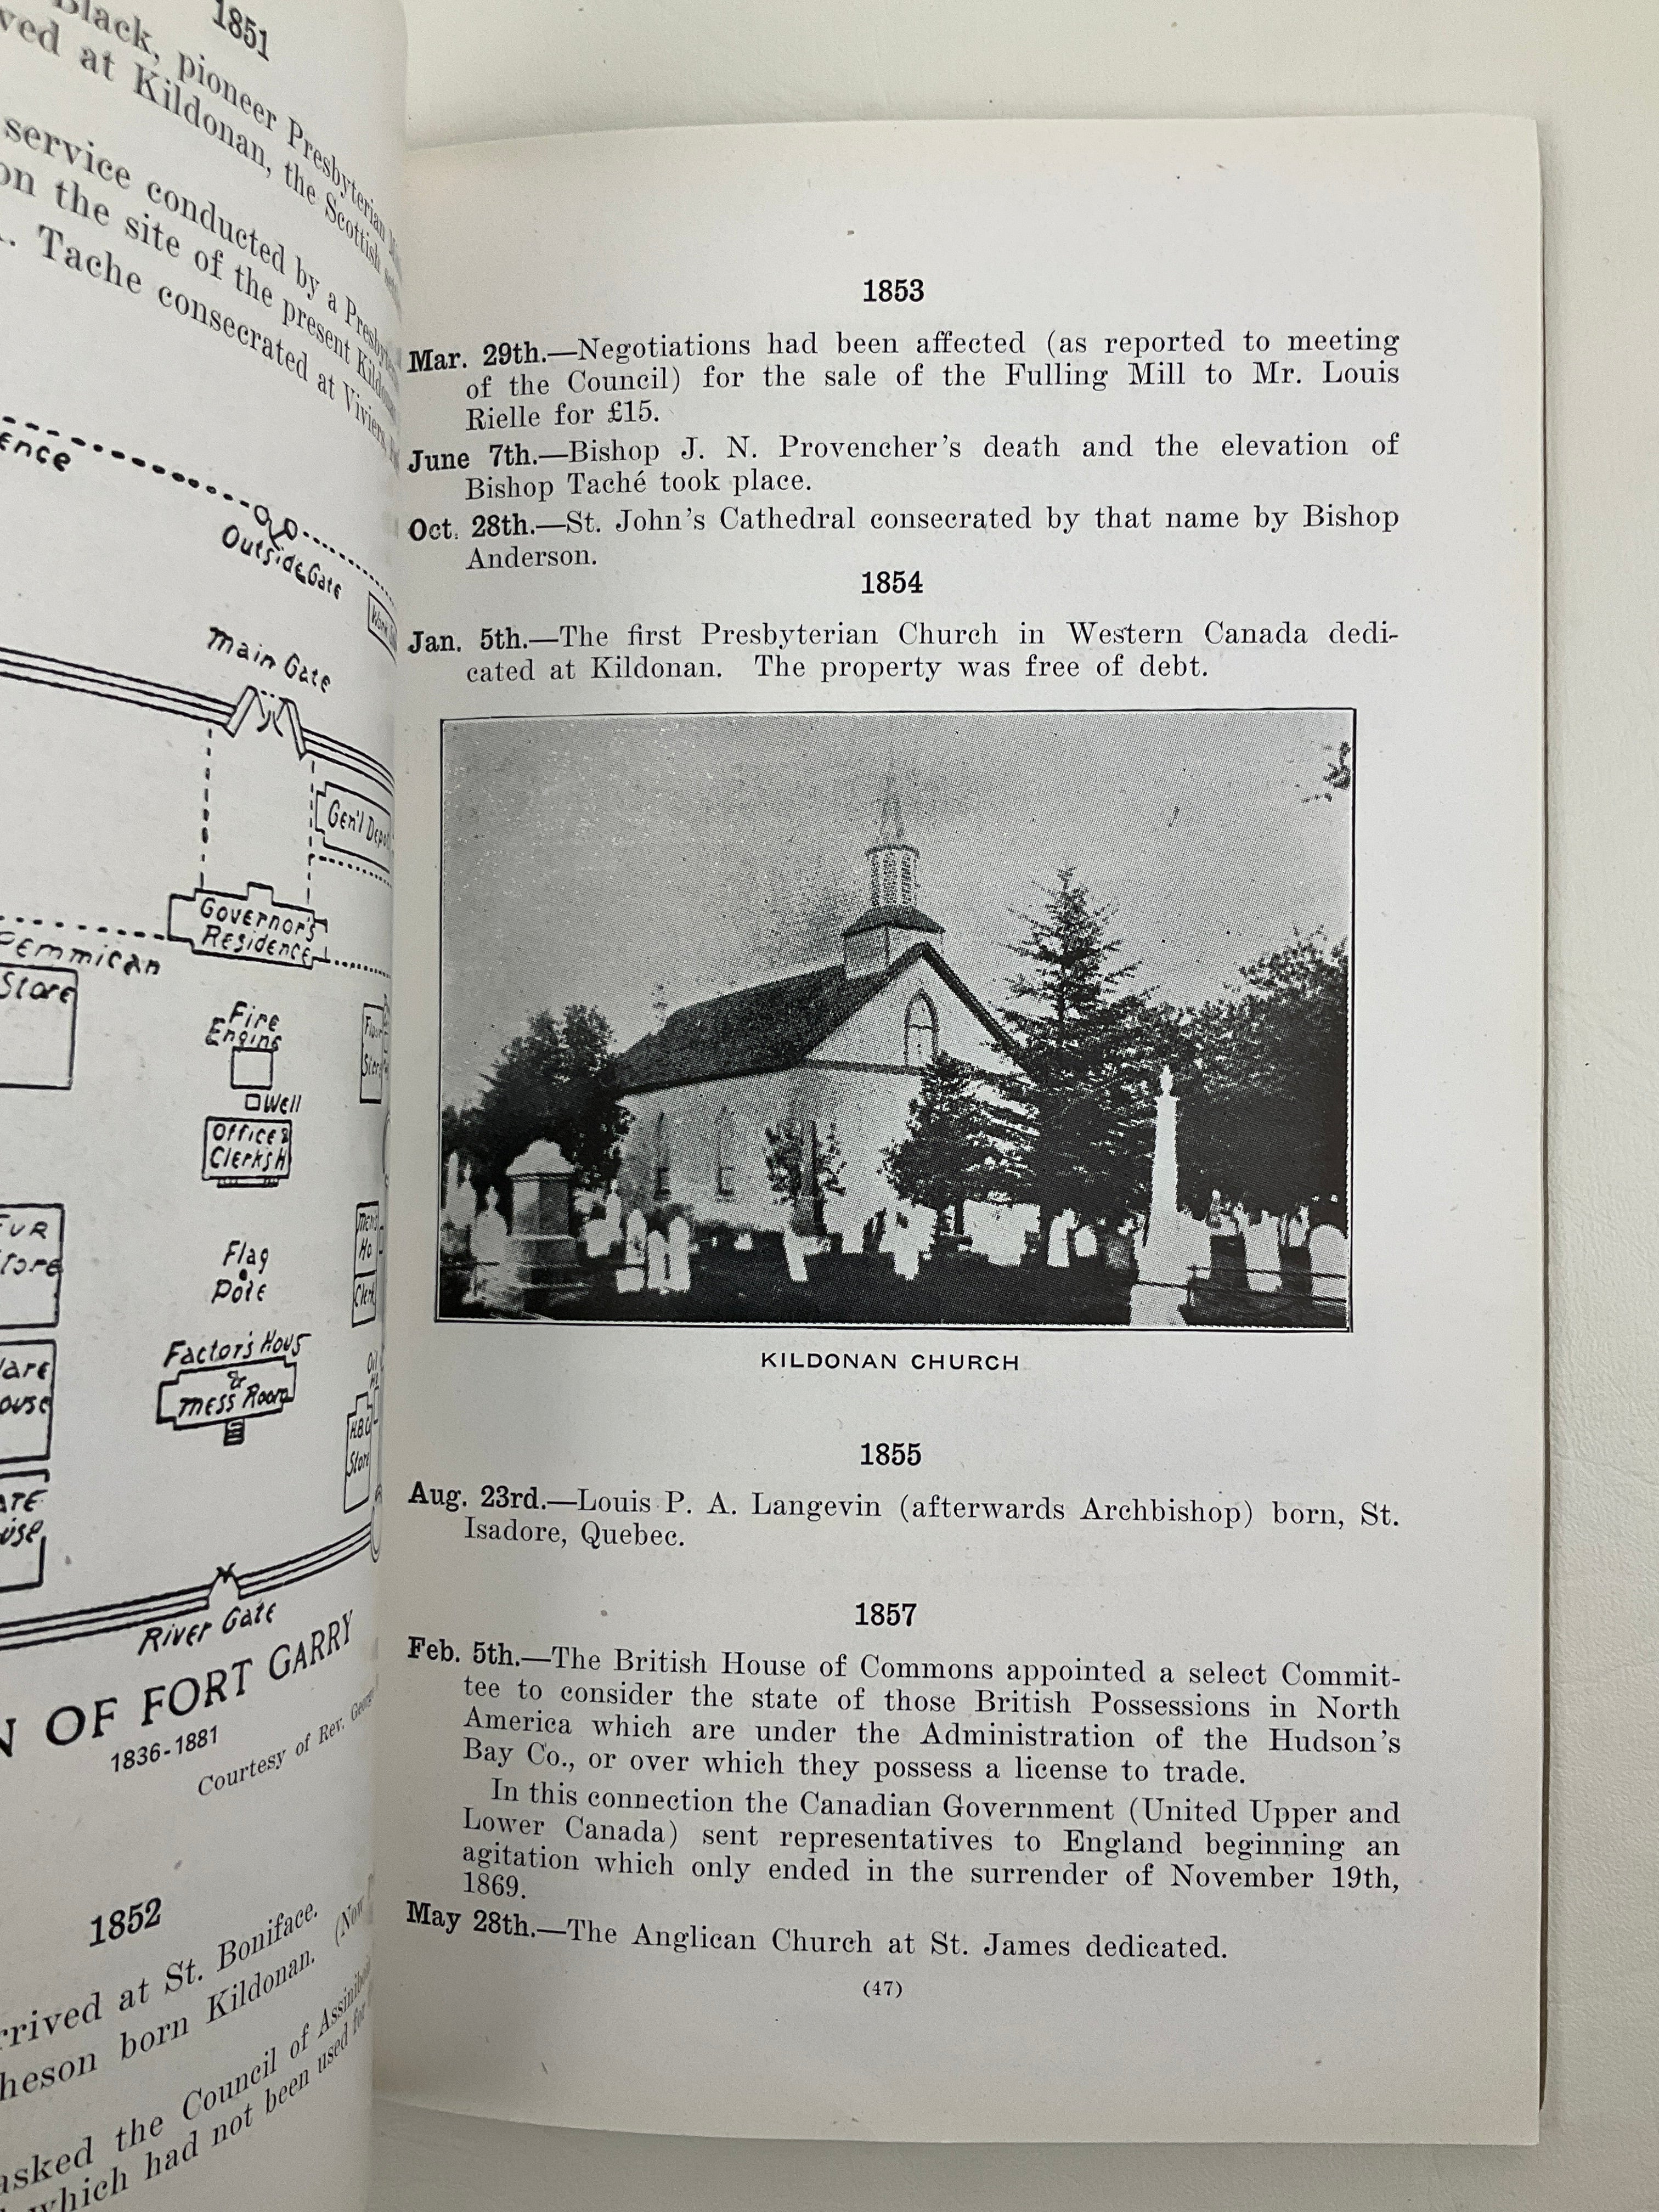 1851
Black, pioneer Presbyterian
at Kildonan, the Scottish
service conducted by a
on the site of the present
Tache consecrated at Viviers,
Outside Gate
Main Gate
Gen'l
Governor's
Residence
Pemmican
Store
Fire
Engine
Well
Office &
Clerks H
Flag
Pole
Factor's Hous
&
Mess Room
H.B.C.
River Gate
OF FORT GARRY
1836-1881
Courtesy of Rev.
1852
at St. Boniface.
born Kildonan.
asked the Council of
which had not been used for
1853
Mar. 29th.—Negotiations had been affected (as reported to meeting
of the Council) for the sale of the Fulling Mill to Mr. Louis
Rielle for £15.
June 7th.—Bishop J. N. Provencher's death and the elevation of
Bishop Taché took place.
Oct. 28th.—St. John's Cathedral consecrated by that name by Bishop
Anderson.
1854
Jan. 5th.—The first Presbyterian Church in Western Canada dedi-
cated at Kildonan. The property was free of debt.
KILDONAN CHURCH
1855
Aug. 23rd.—Louis P. A. Langevin (afterwards Archbishop) born, St.
Isadore, Quebec.
1857
Feb. 5th.—The British House of Commons appointed a select Commit-
tee to consider the state of those British Possessions in North
America which are under the Administration of the Hudson's
Bay Co., or over which they possess a license to trade.
In this connection the Canadian Government (United Upper and
Lower Canada) sent representatives to England beginning an
agitation which only ended in the surrender of November 19th,
1869.
May 28th.—The Anglican Church at St. James dedicated.
(47)